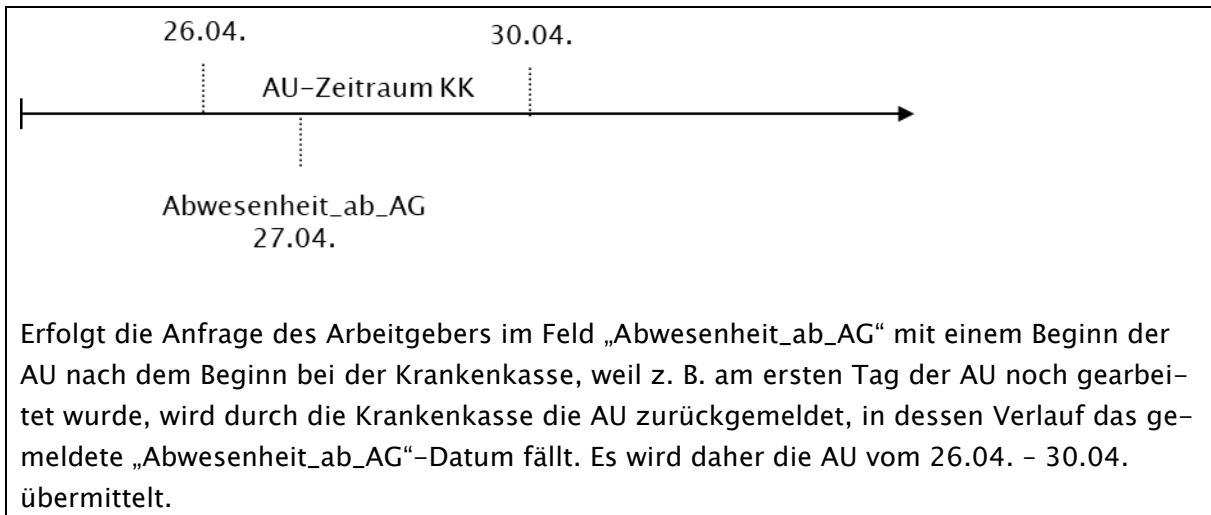 26.04. 30.04.
AU-Zeitraum KK
Abwesenheit_ab_AG
27.04.
Erfolgt die Anfrage des Arbeitgebers im Feld „Abwesenheit_ab_AG“ mit einem Beginn der
AU nach dem Beginn bei der Krankenkasse, weil z. B. am ersten Tag der AU noch gearbei-
tet wurde, wird durch die Krankenkasse die AU zurückgemeldet, in dessen Verlauf das ge-
meldete „Abwesenheit_ab_AG“-Datum fällt. Es wird daher die AU vom 26.04. – 30.04.
übermittelt.